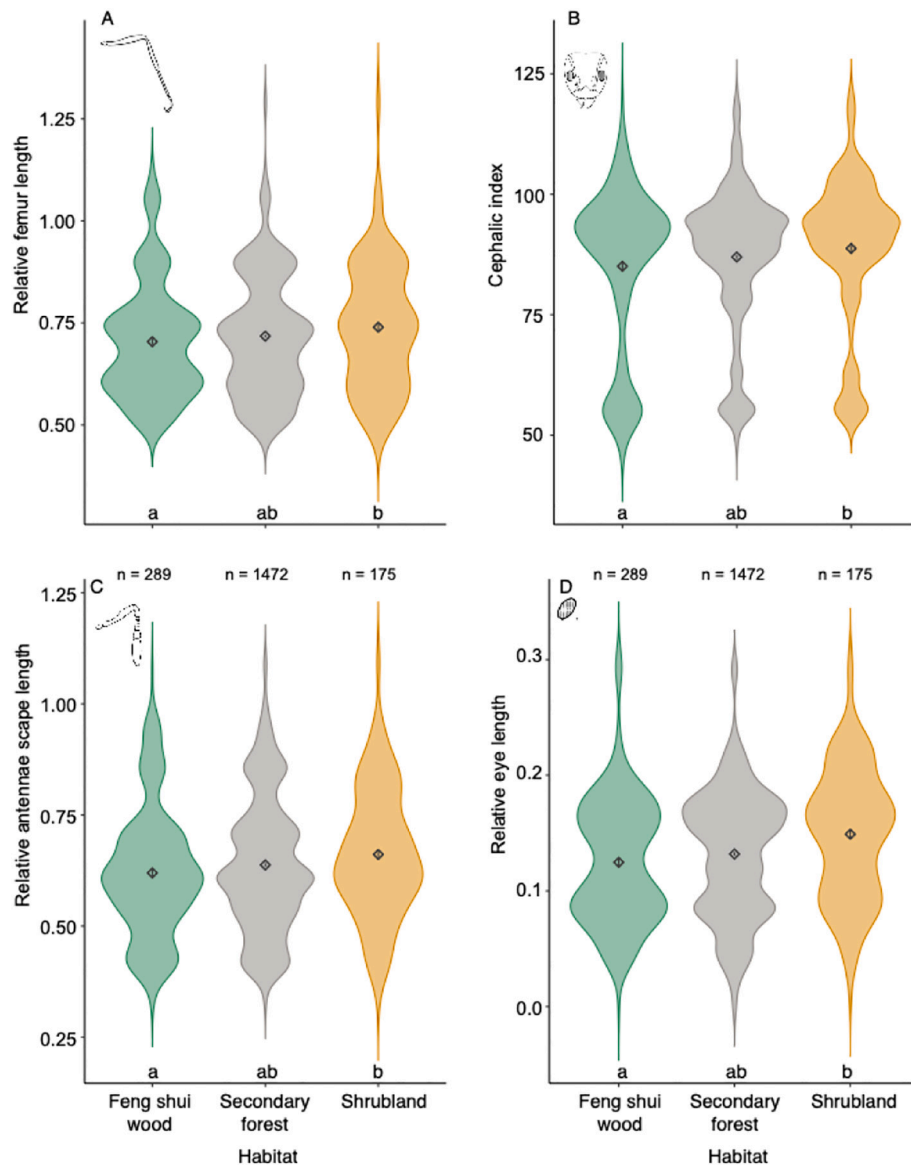 A
Relative femur length
1.25
1.00
0.75
0.50
a ab b
B
Cephalic index
125
100
75
50
a ab b
C
n = 289 n = 1472 n = 175
Relative antennae scape length
1.25
1.00
0.75
0.50
0.25
a ab b
Feng shui Secondary Shrubland
wood forest
Habitat
D
n = 289 n = 1472 n = 175
Relative eye length
0.3
0.2
0.1
0.0
a ab b
Feng shui Secondary Shrubland
wood forest
Habitat